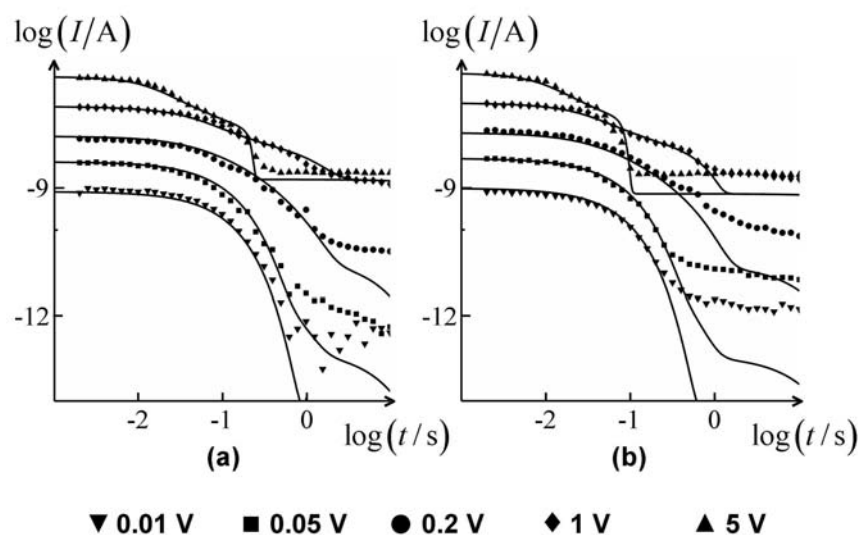 log(I/A)
-9
-12
-2 -1 0
log(t/s)
(a)
log(I/A)
-9
-12
-2 -1 0
log(t/s)
(b)
▼ 0.01 V ■ 0.05 V ● 0.2 V ♦ 1 V ▲ 5 V